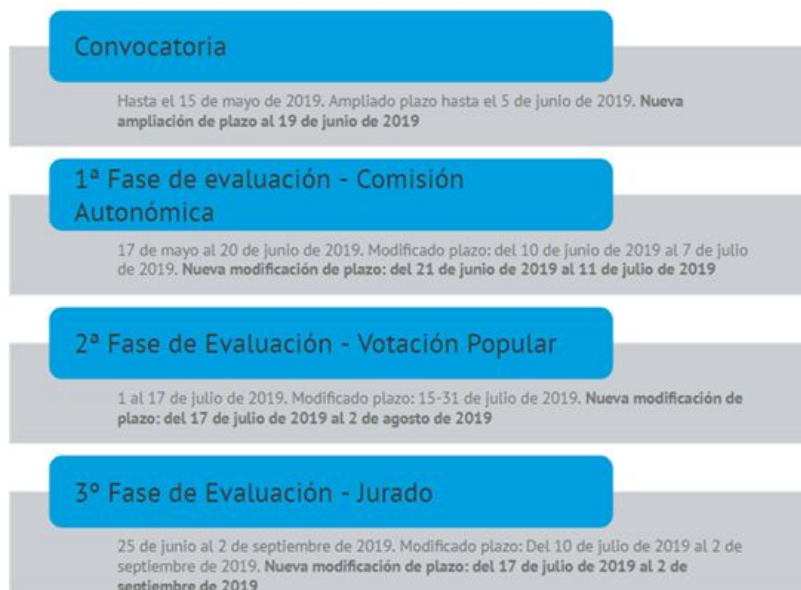 Convocatoria
Hasta el 15 de mayo de 2019. Ampliado plazo hasta el 5 de junio de 2019. Nueva
ampliación de plazo al 19 de junio de 2019
1ª Fase de evaluación - Comisión
Autonómica
17 de mayo al 20 de junio de 2019. Modificado plazo: del 10 de junio de 2019 al 7 de julio
de 2019. Nueva modificación de plazo: del 21 de junio de 2019 al 11 de julio de 2019
2ª Fase de Evaluación - Votación Popular
1 al 17 de julio de 2019. Modificado plazo: 15-31 de julio de 2019. Nueva modificación de
plazo: del 17 de julio de 2019 al 2 de agosto de 2019
3º Fase de Evaluación - Jurado
25 de junio al 2 de septiembre de 2019. Modificado plazo: Del 10 de julio de 2019 al 2 de
septiembre de 2019. Nueva modificación de plazo: del 17 de julio de 2019 al 2 de
septiembre de 2019